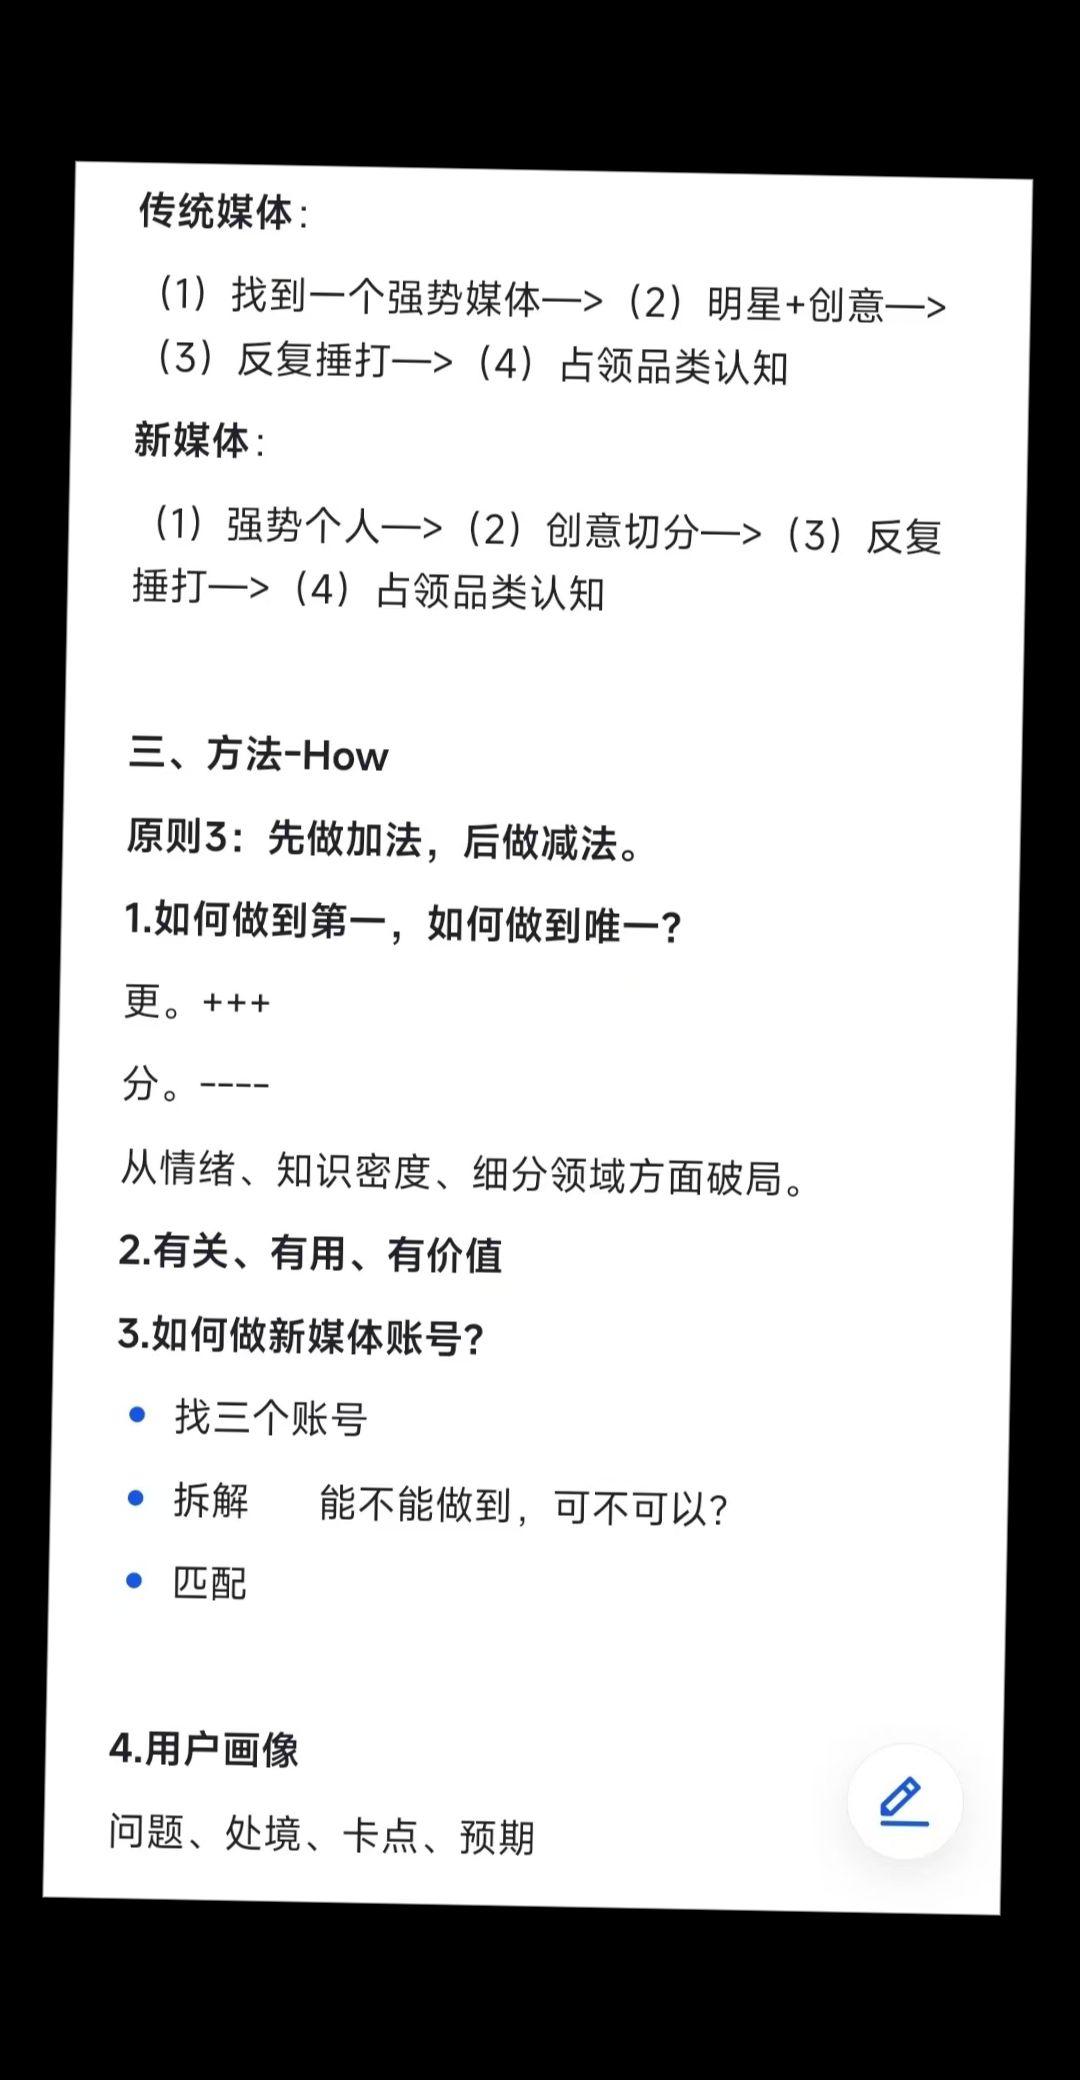 传统媒体：
（1）找到一个强势媒体—>（2）明星+创意—>
（3）反复捶打—>（4）占领品类认知
新媒体：
（1）强势个人—>（2）创意切分—>（3）反复
捶打—>（4）占领品类认知
三、方法-How
原则3：先做加法，后做减法。
1.如何做到第一，如何做到唯一？
更。+++
分。----
从情绪、知识密度、细分领域方面破局。
2.有关、有用、有价值
3.如何做新媒体账号？
• 找三个账号
• 拆解 能不能做到，可不可以？
• 匹配
4.用户画像
问题、处境、卡点、预期